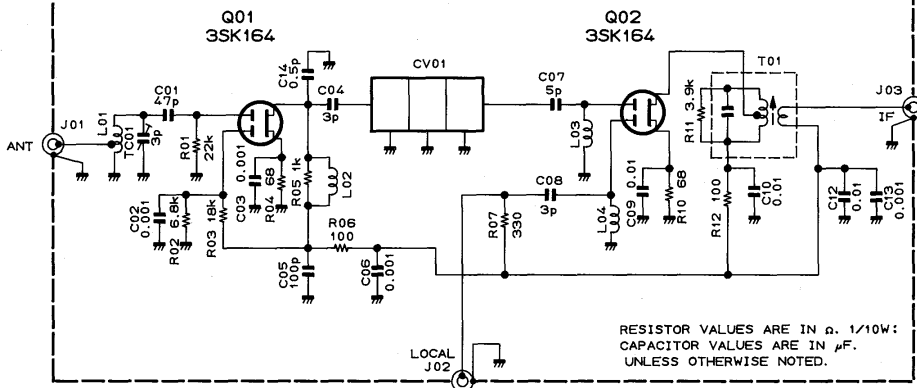 Q01
3SK164
Q02
3SK164
C14
0.5p
C04
3p
CV01
C07
5p
T01
R11 3.9k
J03
IF
C01
47p
J01
ANT
L01
TC01
3p
R01
22k
C02
0.001
R02
6.8k
R03 18k
C03
0.001
R04
68
R05 1k
L02
R06
100
C05
100p
C06
0.001
L03
C08
3p
L04
R07
330
C09 0.01
R10 68
R12 100
C10
0.01
C12
0.01
C13
0.001
LOCAL
J02
RESISTOR VALUES ARE IN Ω. 1/10W:
CAPACITOR VALUES ARE IN µF.
UNLESS OTHERWISE NOTED.